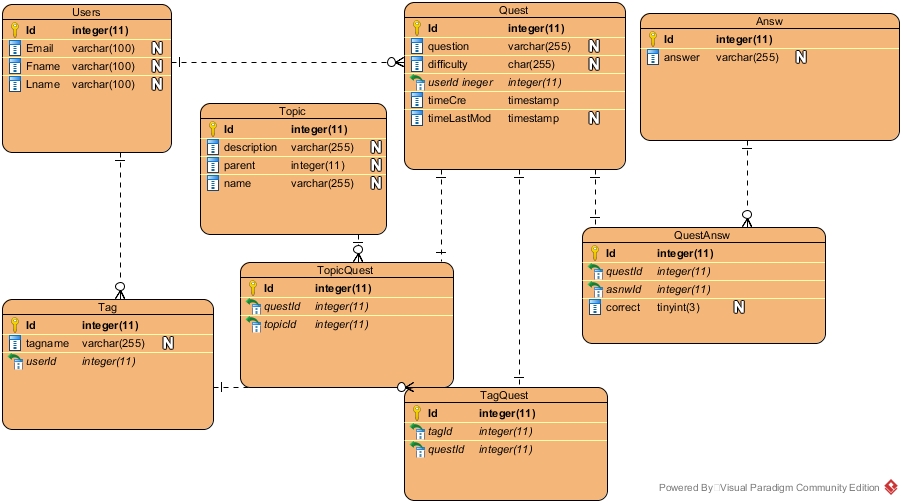 Users
Id integer(11)
Email varchar(100) N
Fname varchar(100) N
Lname varchar(100) N
Quest
Id integer(11)
question varchar(255) N
difficulty char(255) N
userId ineger integer(11)
timeCre timestamp
timeLastMod timestamp N
Answ
Id integer(11)
answer varchar(255) N
Topic
Id integer(11)
description varchar(255) N
parent integer(11) N
name varchar(255) N
QuestAnsw
Id integer(11)
questId integer(11)
asnwId integer(11)
correct tinyint(3) N
TopicQuest
Id integer(11)
questId integer(11)
topicId integer(11)
Tag
Id integer(11)
tagname varchar(255) N
userId integer(11)
TagQuest
Id integer(11)
tagId integer(11)
questId integer(11)
Powered By Visual Paradigm Community Edition